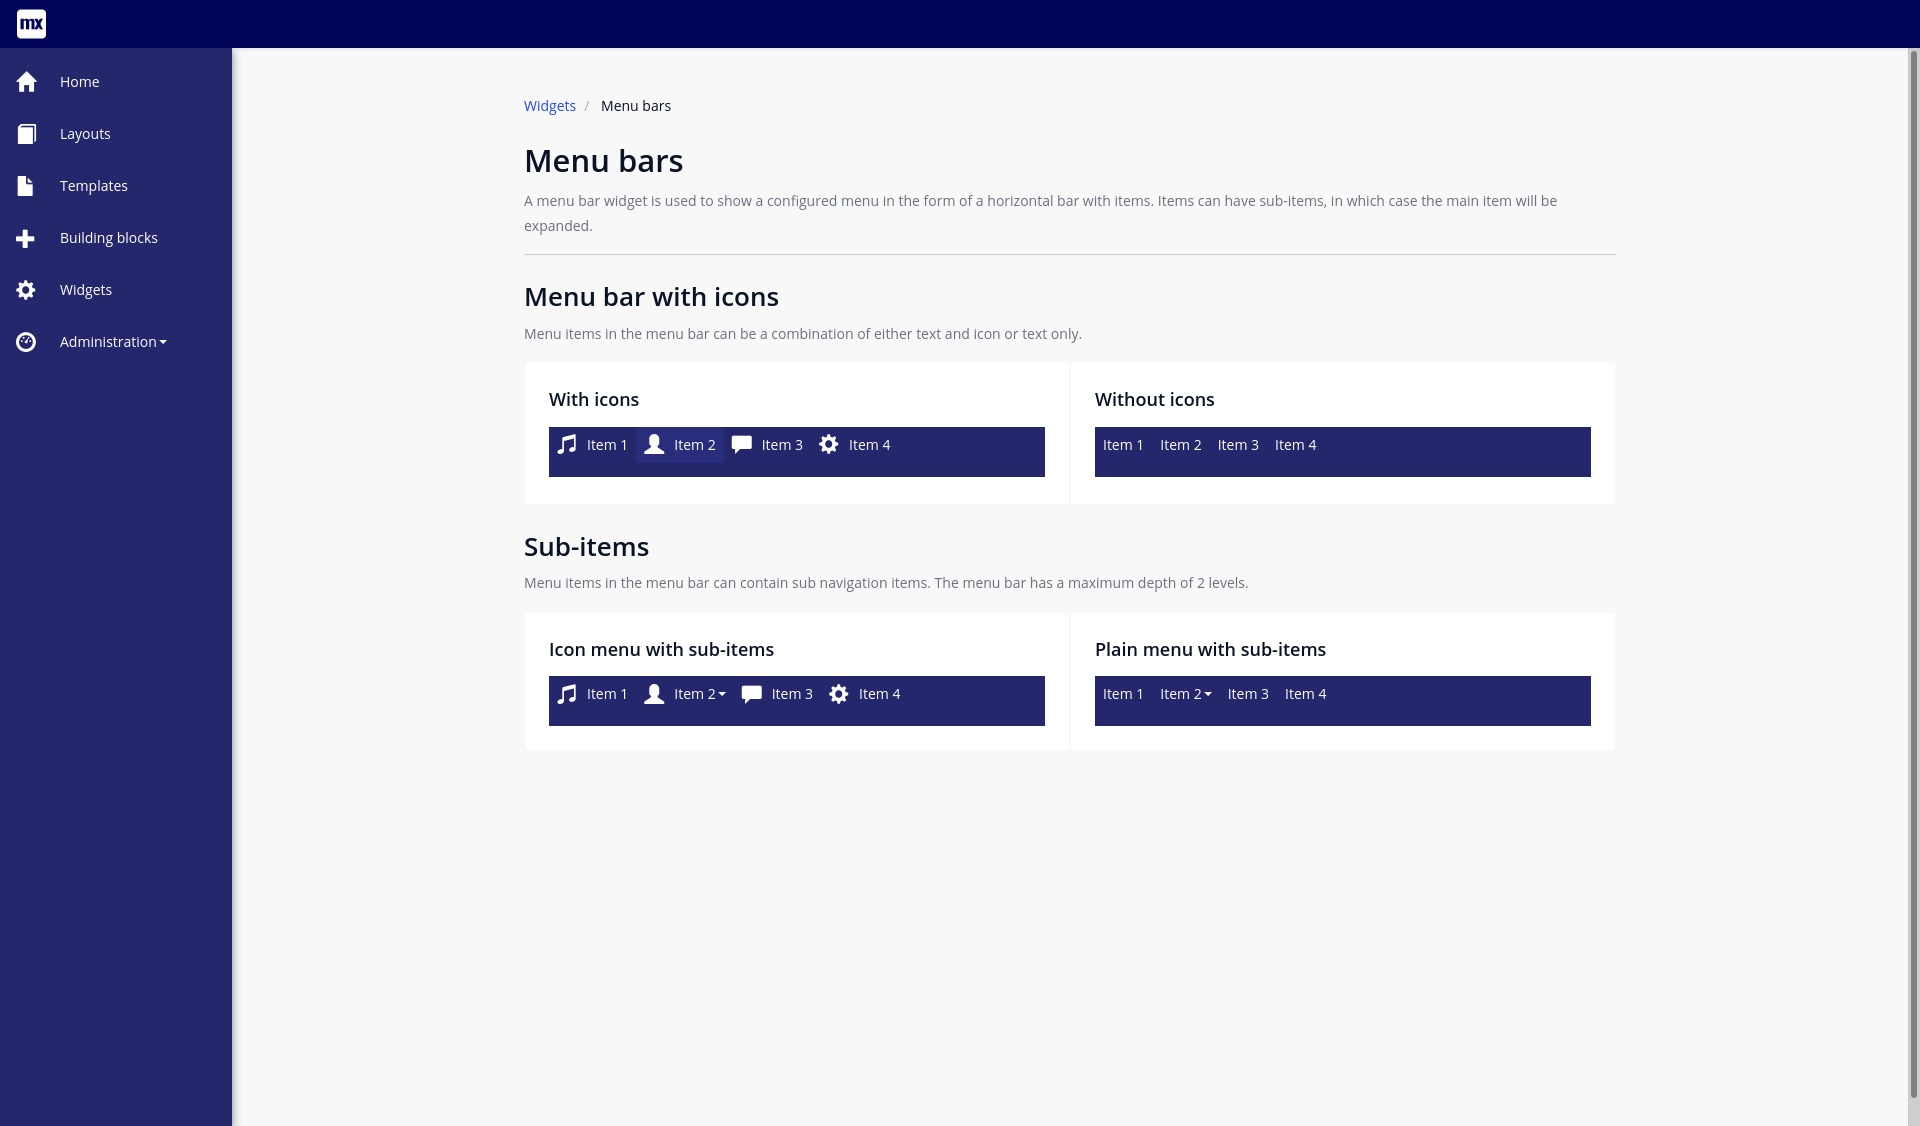 mx
Home
Layouts
Templates
Building blocks
Widgets
Administration
Widgets / Menu bars
Menu bars
A menu bar widget is used to show a configured menu in the form of a horizontal bar with items. Items can have sub-items, in which case the main item will be
expanded.
Menu bar with icons
Menu items in the menu bar can be a combination of either text and icon or text only.
With icons
Item 1 Item 2 Item 3 Item 4
Without icons
Item 1 Item 2 Item 3 Item 4
Sub-items
Menu items in the menu bar can contain sub navigation items. The menu bar has a maximum depth of 2 levels.
Icon menu with sub-items
Item 1 Item 2 Item 3 Item 4
Plain menu with sub-items
Item 1 Item 2 Item 3 Item 4